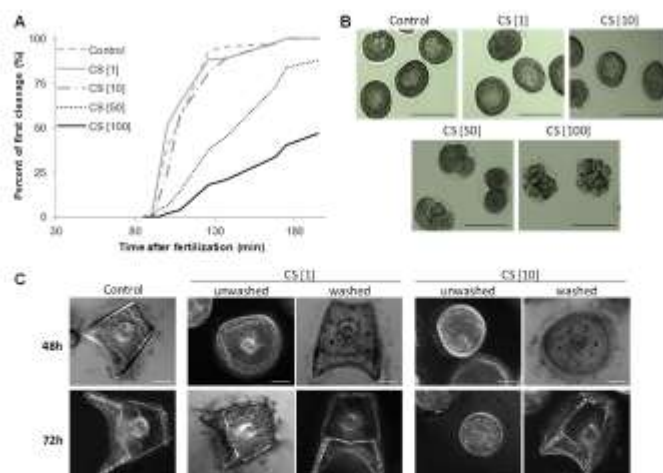 A
100
75
50
25
0
Percent of first cleavage (%)
Control
CS [1]
CS [10]
CS [50]
CS [100]
30
80
130
180
Time after fertilization (min)
B
Control
CS [1]
CS [10]
CS [50]
CS [100]
C
Control
CS [1]
CS [10]
unwashed
washed
unwashed
washed
48h
72h